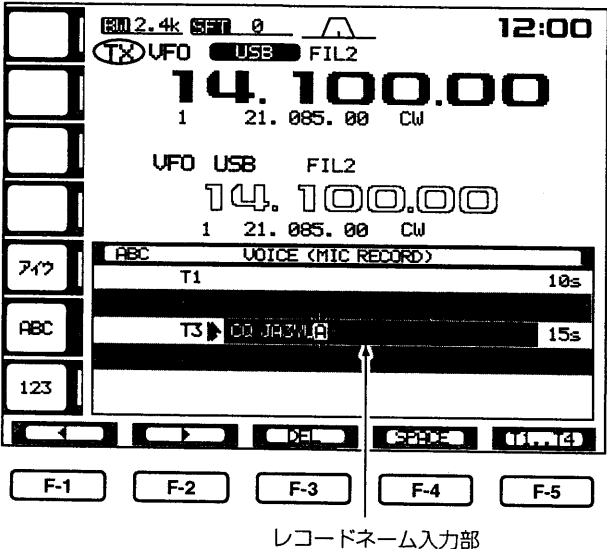 BW 2.4k SFT 0 12:00
TX VFO USB FIL2
14.100.00
1 21.085.00 CW
VFO USB FIL2
14.100.00
1 21.085.00 CW
ABC VOICE (MIC RECORD)
アイウ
T1 10s
ABC
T3 CQ JA3YUA 15s
123
◀ ▶ DEL SPACE T1..T4
F-1 F-2 F-3 F-4 F-5
レコードネーム入力部